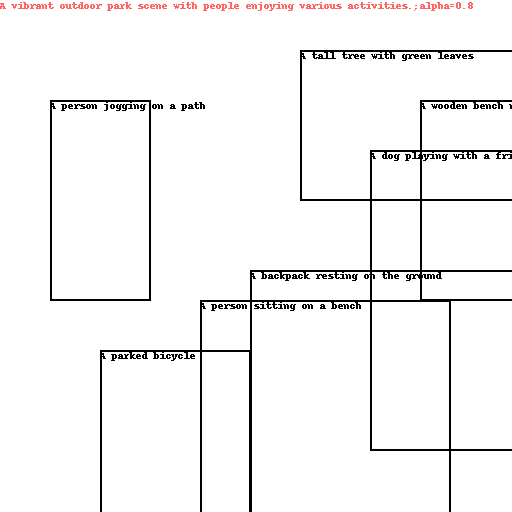 A vibrant outdoor park scene with people enjoying various activities.;alpha=0.8
A tall tree with green leaves
A person jogging on a path
A wooden bench
A dog playing with a
A backpack resting on the ground
A person sitting on a bench
A parked bicycle